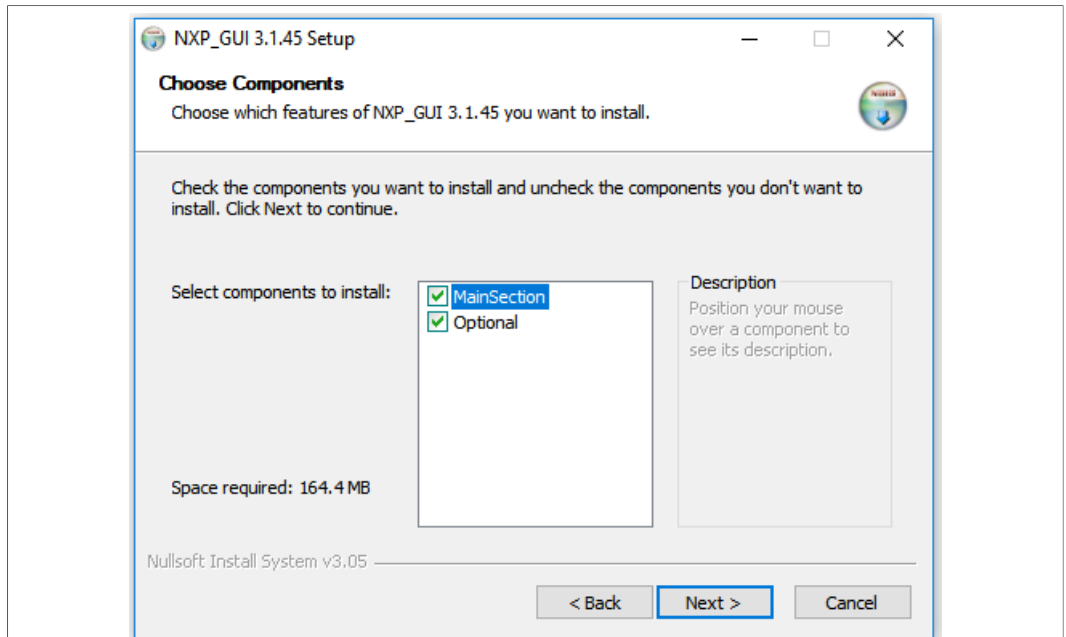 NXP_GUI 3.1.45 Setup
Choose Components
Choose which features of NXP_GUI 3.1.45 you want to install.
Check the components you want to install and uncheck the components you don't want to
install. Click Next to continue.
Select components to install:
MainSection
Optional
Description
Position your mouse
over a component to
see its description.
Space required: 164.4 MB
Nullsoft Install System v3.05
< Back
Next >
Cancel